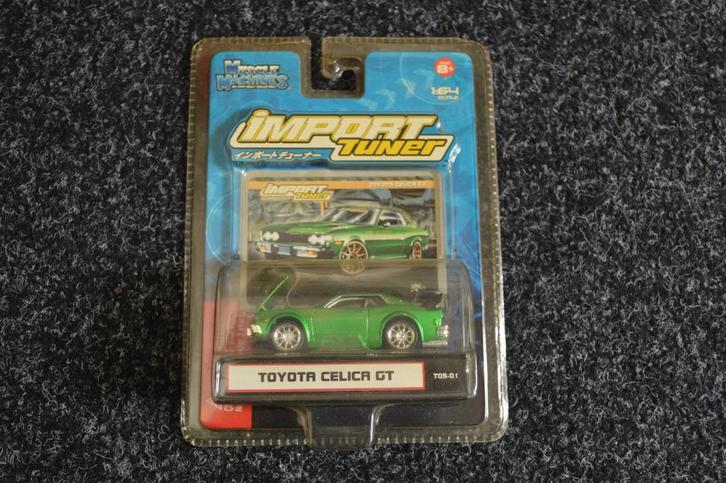 MUSCLE
MACHINES
8+
1:64
SCALE
IMPORT
TUNER
インポートチューナー
IMPORT
TUNER
TOYOTA CELICA GT
TOYOTA CELICA GT
T05-01